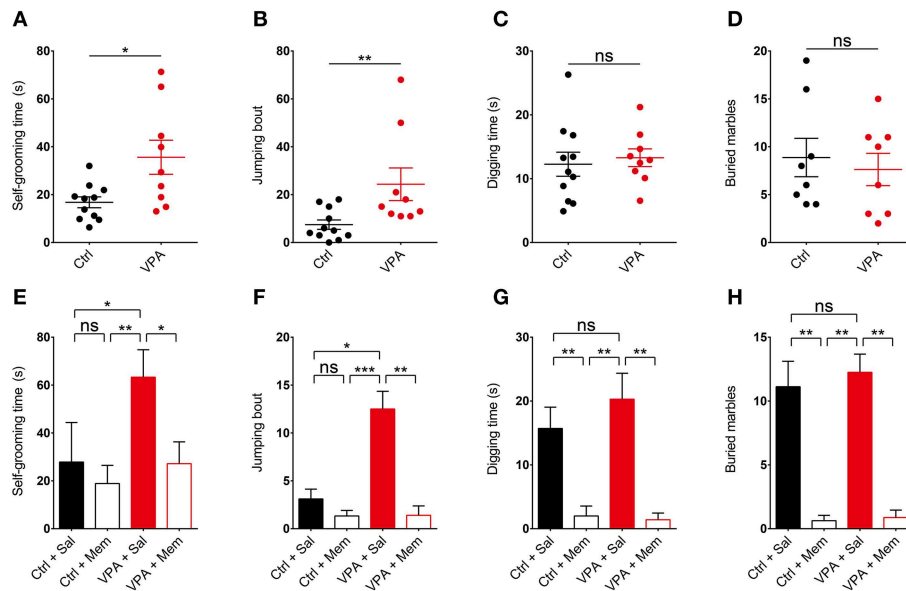 A
Self-grooming time (s)
80
60
40
20
0
*
Ctrl
VPA
B
Jumping bout
80
60
40
20
0
**
Ctrl
VPA
C
Digging time (s)
40
30
20
10
0
ns
Ctrl
VPA
D
Buried marbles
20
15
10
5
0
ns
Ctrl
VPA
E
Self-grooming time (s)
80
60
40
20
0
*
ns
**
*
Ctrl + Sal
Ctrl + Mem
VPA + Sal
VPA + Mem
F
Jumping bout
20
15
10
5
0
*
ns
***
**
Ctrl + Sal
Ctrl + Mem
VPA + Sal
VPA + Mem
G
Digging time (s)
30
20
10
0
ns
**
**
**
Ctrl + Sal
Ctrl + Mem
VPA + Sal
VPA + Mem
H
Buried marbles
15
10
5
0
ns
**
**
**
Ctrl + Sal
Ctrl + Mem
VPA + Sal
VPA + Mem